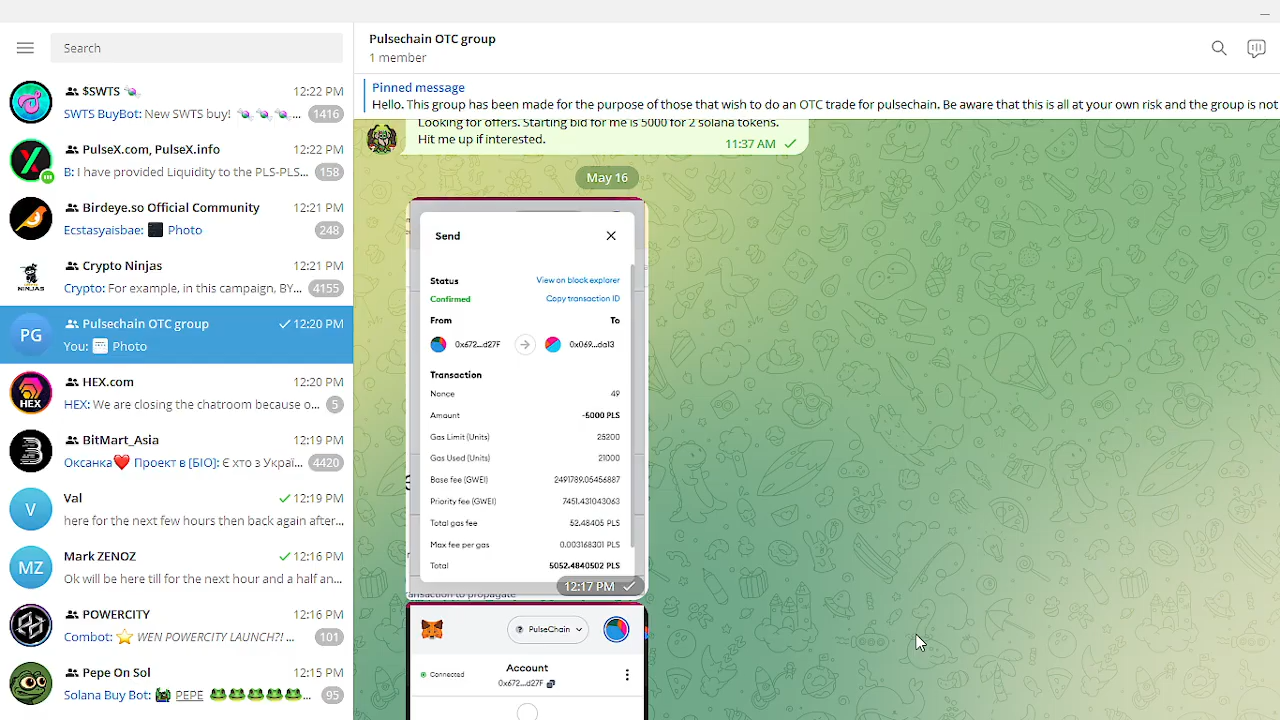 Search
$SWTS
12:22 PM
SWTS BuyBot: New SWTS buy! ...
1416
PulseX.com, PulseX.info
12:22 PM
B: I have provided Liquidity to the PLS-PLS...
158
Birdeye.so Official Community
12:21 PM
Ecstasyaisbae: Photo
248
Crypto Ninjas
12:21 PM
Crypto: For example, in this campaign, BY...
4155
NINJAS
PG
Pulsechain OTC group
12:20 PM
You: Photo
HEX.com
12:20 PM
HEX: We are closing the chatroom because o...
5
HEX
BitMart_Asia
12:19 PM
Оксанка❤️ Проект в {БІО}: Є хто з Украї...
4420
V
Val
12:19 PM
here for the next few hours then back again after...
MZ
Mark ZENOZ
12:16 PM
Ok will be here till for the next hour and a half an...
POWERCITY
12:16 PM
Combot: ⭐ WEN POWERCITY LAUNCH?! ...
101
Pepe On Sol
12:15 PM
Solana Buy Bot: PEPE 🐸🐸🐸🐸🐸...
95
Pulsechain OTC group
1 member
Pinned message
Hello. This group has been made for the purpose of those that wish to do an OTC trade for pulsechain. Be aware that this is all at your own risk and the group is not
Looking for offers. Starting bid for me is 5000 for 2 solana tokens.
Hit me up if interested.
11:37 AM
May 16
Send
Status
View on block explorer
Confirmed
Copy transaction ID
From
To
0x672...d27F
0x069...da13
Transaction
Nonce
49
Amount
-5000 PLS
Gas Limit (Units)
25200
Gas Used (Units)
21000
Base fee (GWEI)
2491789.05456887
Priority fee (GWEI)
7451.431043063
Total gas fee
52.48405 PLS
Max fee per gas
0.003168301 PLS
Total
5052.4840502 PLS
12:17 PM
ansaction to propagate
PulseChain
Connected
Account
0x672...d27F